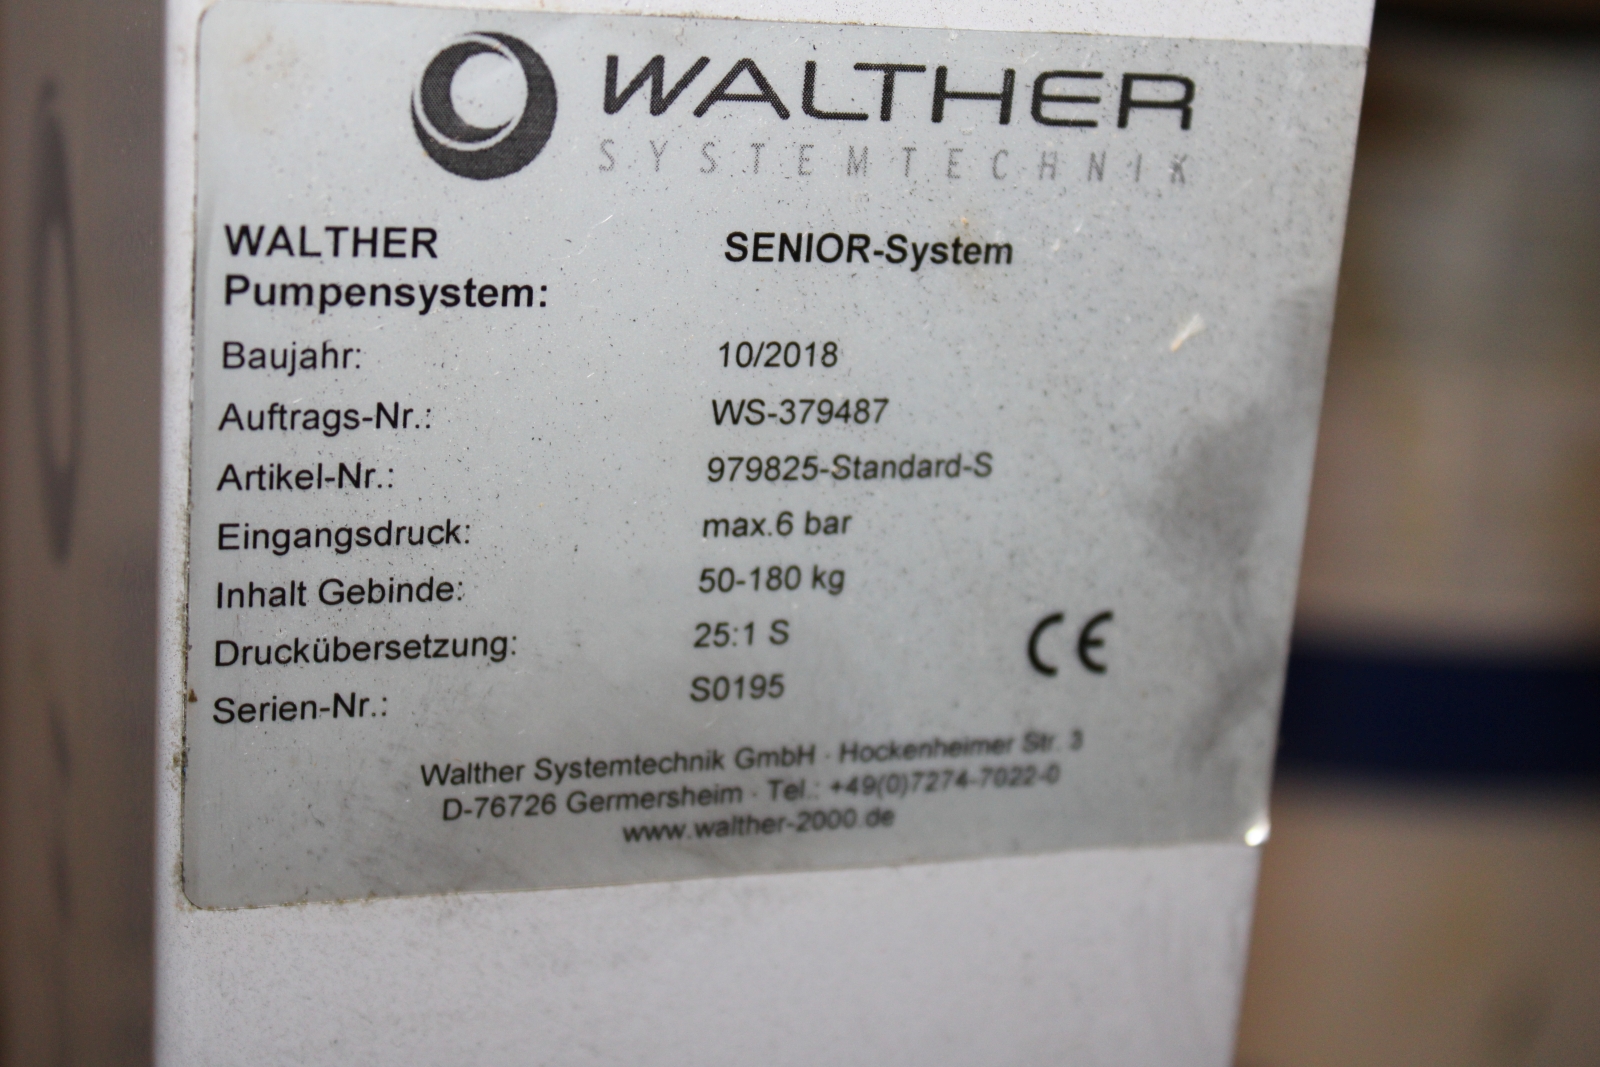 WALTHER
SYSTEMTECHNIK
WALTHER SENIOR-System
Pumpensystem:
Baujahr: 10/2018
Auftrags-Nr.: WS-379487
Artikel-Nr.: 979825-Standard-S
Eingangsdruck: max.6 bar
Inhalt Gebinde: 50-180 kg
Druckübersetzung: 25:1 S
Serien-Nr.: S0195
CE
Walther Systemtechnik GmbH · Hockenheimer Str. 3
D-76726 Germersheim · Tel.: +49(0)7274-7022-0
www.walther-2000.de